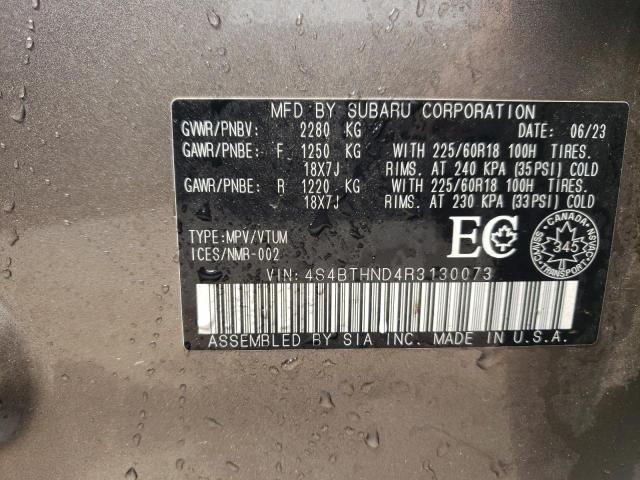 MFD BY SUBARU CORPORATION
GVWR/PNBV: 2280 KG DATE: 06/23
GAWR/PNBE: F 1250 KG WITH 225/60R18 100H TIRES.
18X7J RIMS. AT 240 KPA (35PSI) COLD
GAWR/PNBE: R 1220 KG WITH 225/60R18 100H TIRES.
18X7J RIMS. AT 230 KPA (33PSI) COLD
TYPE: MPV/VTUM
ICES/NMB-002
EC
CANADA
CMVSS NSVAC
345
VIN: 4S4BTHND4R3130073
ASSEMBLED BY SIA INC. MADE IN U.S.A.